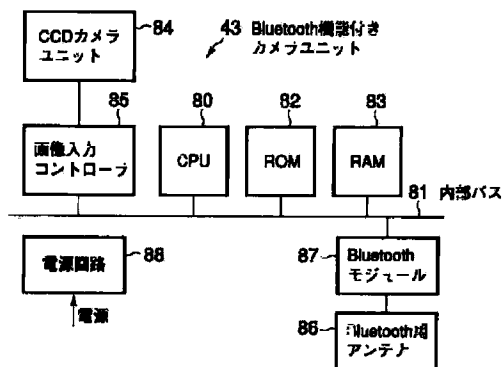 CCDカメラ
ユニット
84
43 Bluetooth機能付き
カメラユニット
85
画像入力
コントローラ
80
CPU
82
ROM
83
RAM
81 内部バス
電源回路
88
電源
87
Bluetooth
モジュール
86
Bluetooth用
アンテナ